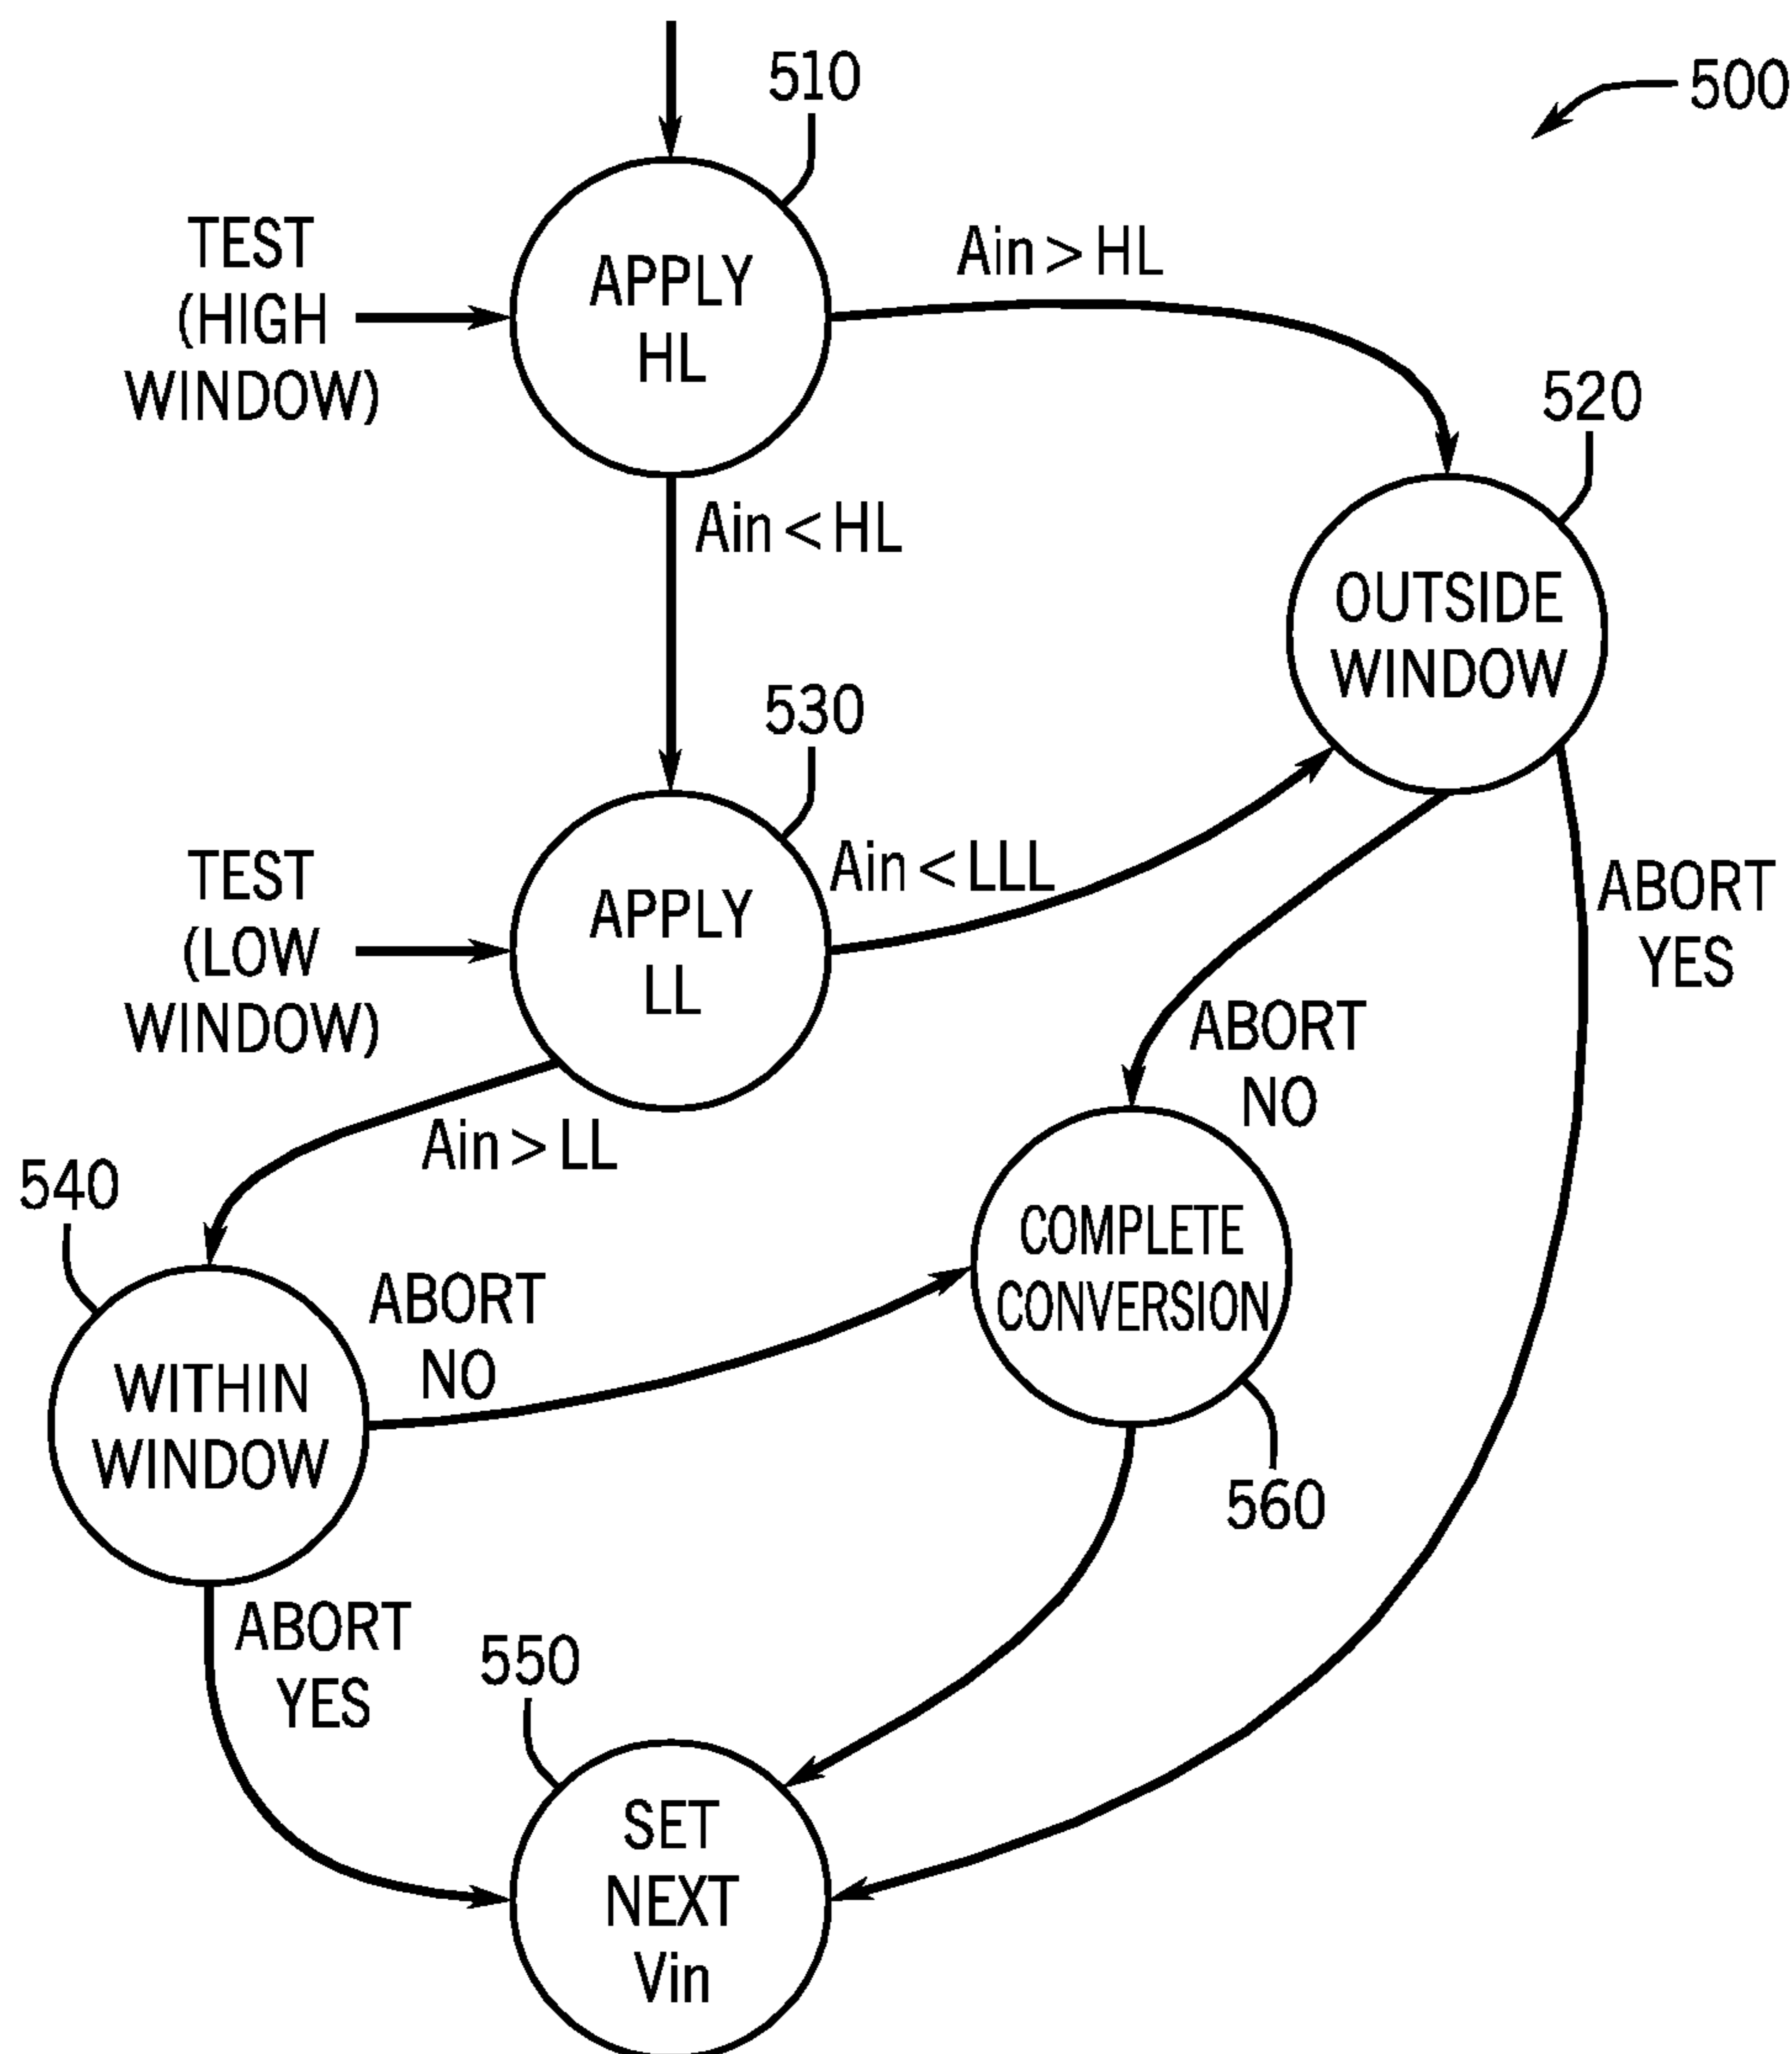 510
500
TEST
(HIGH
WINDOW)
APPLY
HL
Ain > HL
520
Ain < HL
OUTSIDE
WINDOW
530
TEST
(LOW
WINDOW)
APPLY
LL
Ain < LLL
ABORT
YES
ABORT
NO
Ain > LL
540
COMPLETE
CONVERSION
ABORT
NO
WITHIN
WINDOW
560
ABORT
YES
550
SET
NEXT
Vin